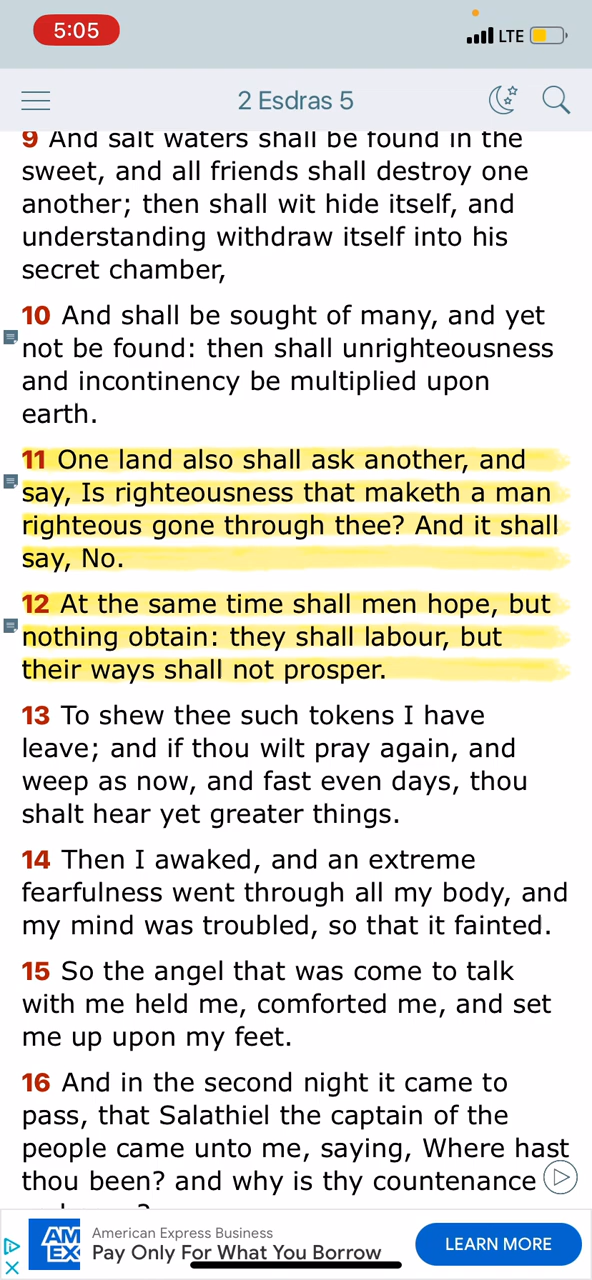 5:05
LTE
2 Esdras 5
9 And salt waters shall be found in the
sweet, and all friends shall destroy one
another; then shall wit hide itself, and
understanding withdraw itself into his
secret chamber,
10 And shall be sought of many, and yet
not be found: then shall unrighteousness
and incontinency be multiplied upon
earth.
11 One land also shall ask another, and
say, Is righteousness that maketh a man
righteous gone through thee? And it shall
say, No.
12 At the same time shall men hope, but
nothing obtain: they shall labour, but
their ways shall not prosper.
13 To shew thee such tokens I have
leave; and if thou wilt pray again, and
weep as now, and fast even days, thou
shalt hear yet greater things.
14 Then I awaked, and an extreme
fearfulness went through all my body, and
my mind was troubled, so that it fainted.
15 So the angel that was come to talk
with me held me, comforted me, and set
me up upon my feet.
16 And in the second night it came to
pass, that Salathiel the captain of the
people came unto me, saying, Where hast
thou been? and why is thy countenance
AM
EX
American Express Business
Pay Only For What You Borrow
LEARN MORE